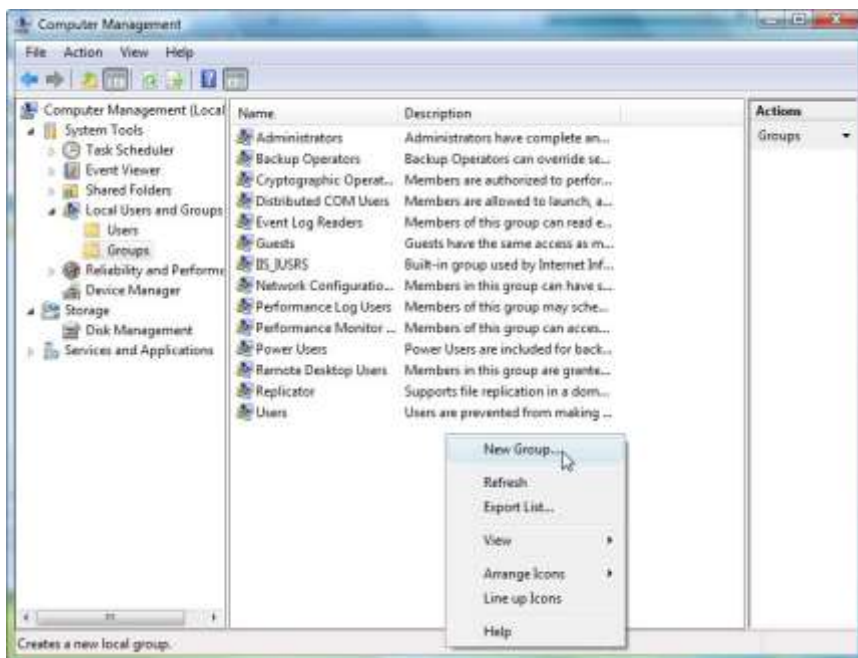 Computer Management
File Action View Help
Computer Management (Local
System Tools
Task Scheduler
Event Viewer
Shared Folders
Local Users and Groups
Users
Groups
Reliability and Performa
Device Manager
Storage
Disk Management
Services and Applications
Name Description
Administrators Administrators have complete an...
Backup Operators Backup Operators can override se...
Cryptographic Operat... Members are authorized to perfor...
Distributed COM Users Members are allowed to launch, a...
Event Log Readers Members of this group can read e...
Guests Guests have the same access as m...
IIS_IUSRS Built-in group used by Internet Inf...
Network Configuratio... Members in this group can have s...
Performance Log Users Members of this group may sche...
Performance Monitor ... Members of this group can acces...
Power Users Power Users are included for back...
Remote Desktop Users Members in this group are grante...
Replicator Supports file replication in a dom...
Users Users are prevented from making ...
New Group...
Refresh
Export List...
View
Arrange Icons
Line up Icons
Help
Actions
Groups
Creates a new local group.